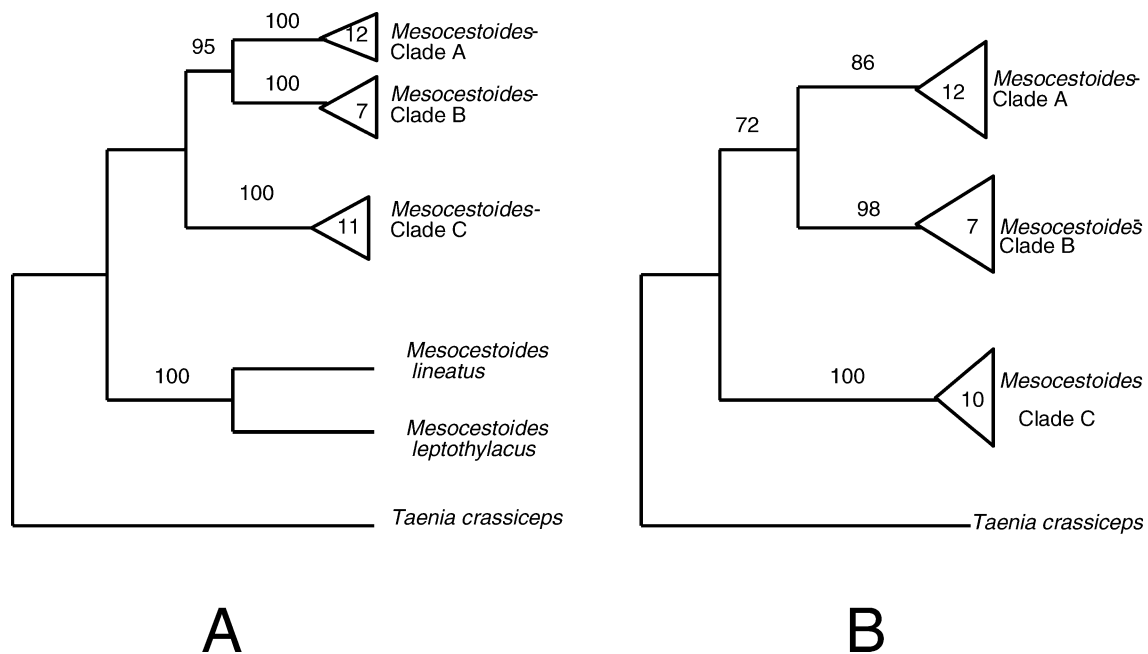 100
12
Mesocestoides-
Clade A
95
100
7
Mesocestoides-
Clade B
100
11
Mesocestoides-
Clade C
100
Mesocestoides
lineatus
Mesocestoides
leptothylacus
Taenia crassiceps
A
86
12
Mesocestoides-
Clade A
72
98
7
Mesocestoides-
Clade B
100
10
Mesocestoides
Clade C
Taenia crassiceps
B